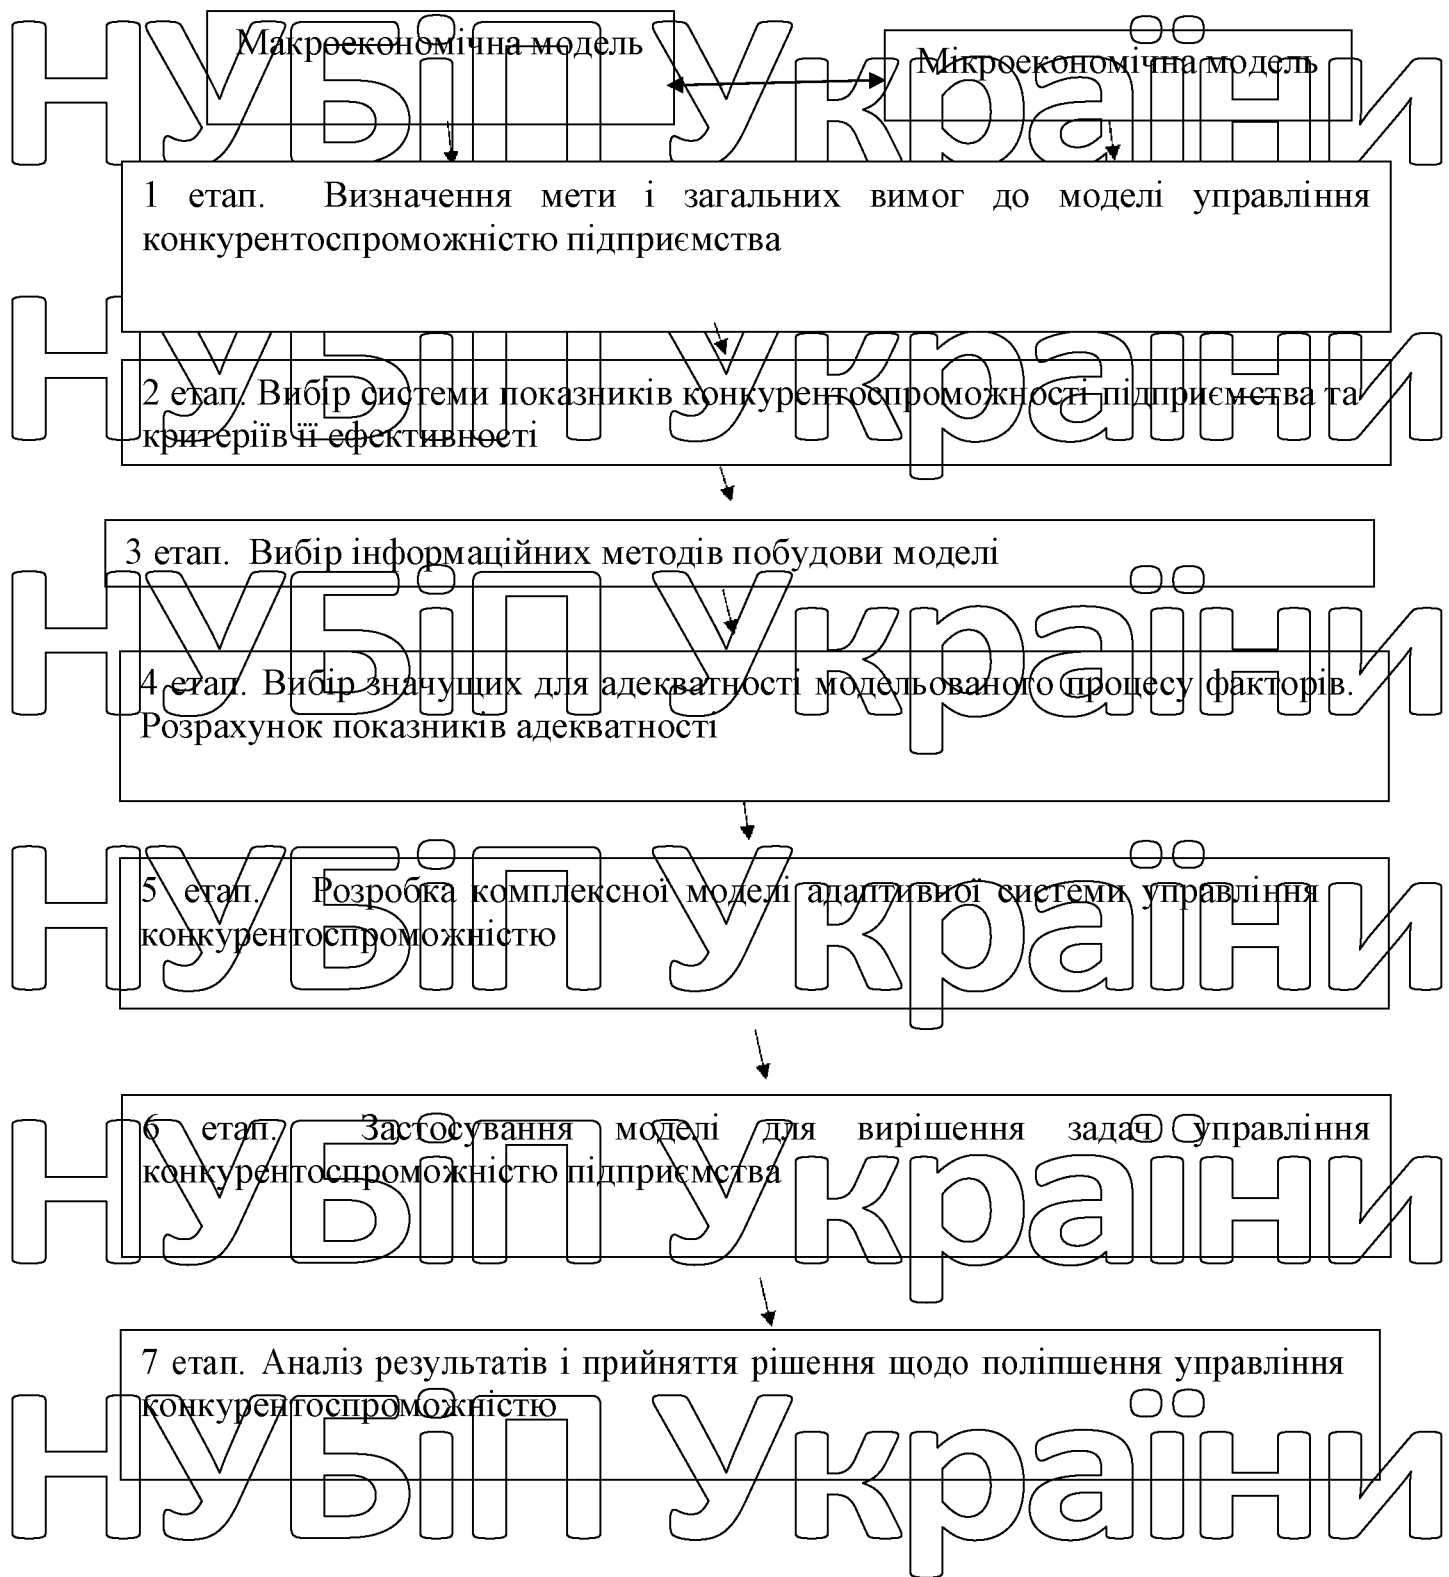 Макроекономічна модель
Мікроекономічна модель
НУБіП України
1 етап. Визначення мети і загальних вимог до моделі управління
конкурентоспроможністю підприємства
НУБіП України
2 етап. Вибір системи показників конкурентоспроможності підприємства та
критеріїв її ефективності
3 етап. Вибір інформаційних методів побудови моделі
НУБіП України
4 етап. Вибір значущих для адекватності модельованого процесу факторів.
Розрахунок показників адекватності
НУБіП України
5 етап. Розробка комплексної моделі адаптивної системи управління
конкурентоспроможністю
НУБіП України
6 етап. Застосування моделі для вирішення задач управління
конкурентоспроможністю підприємства
7 етап. Аналіз результатів і прийняття рішення щодо поліпшення управління
конкурентоспроможністю
НУБіП України